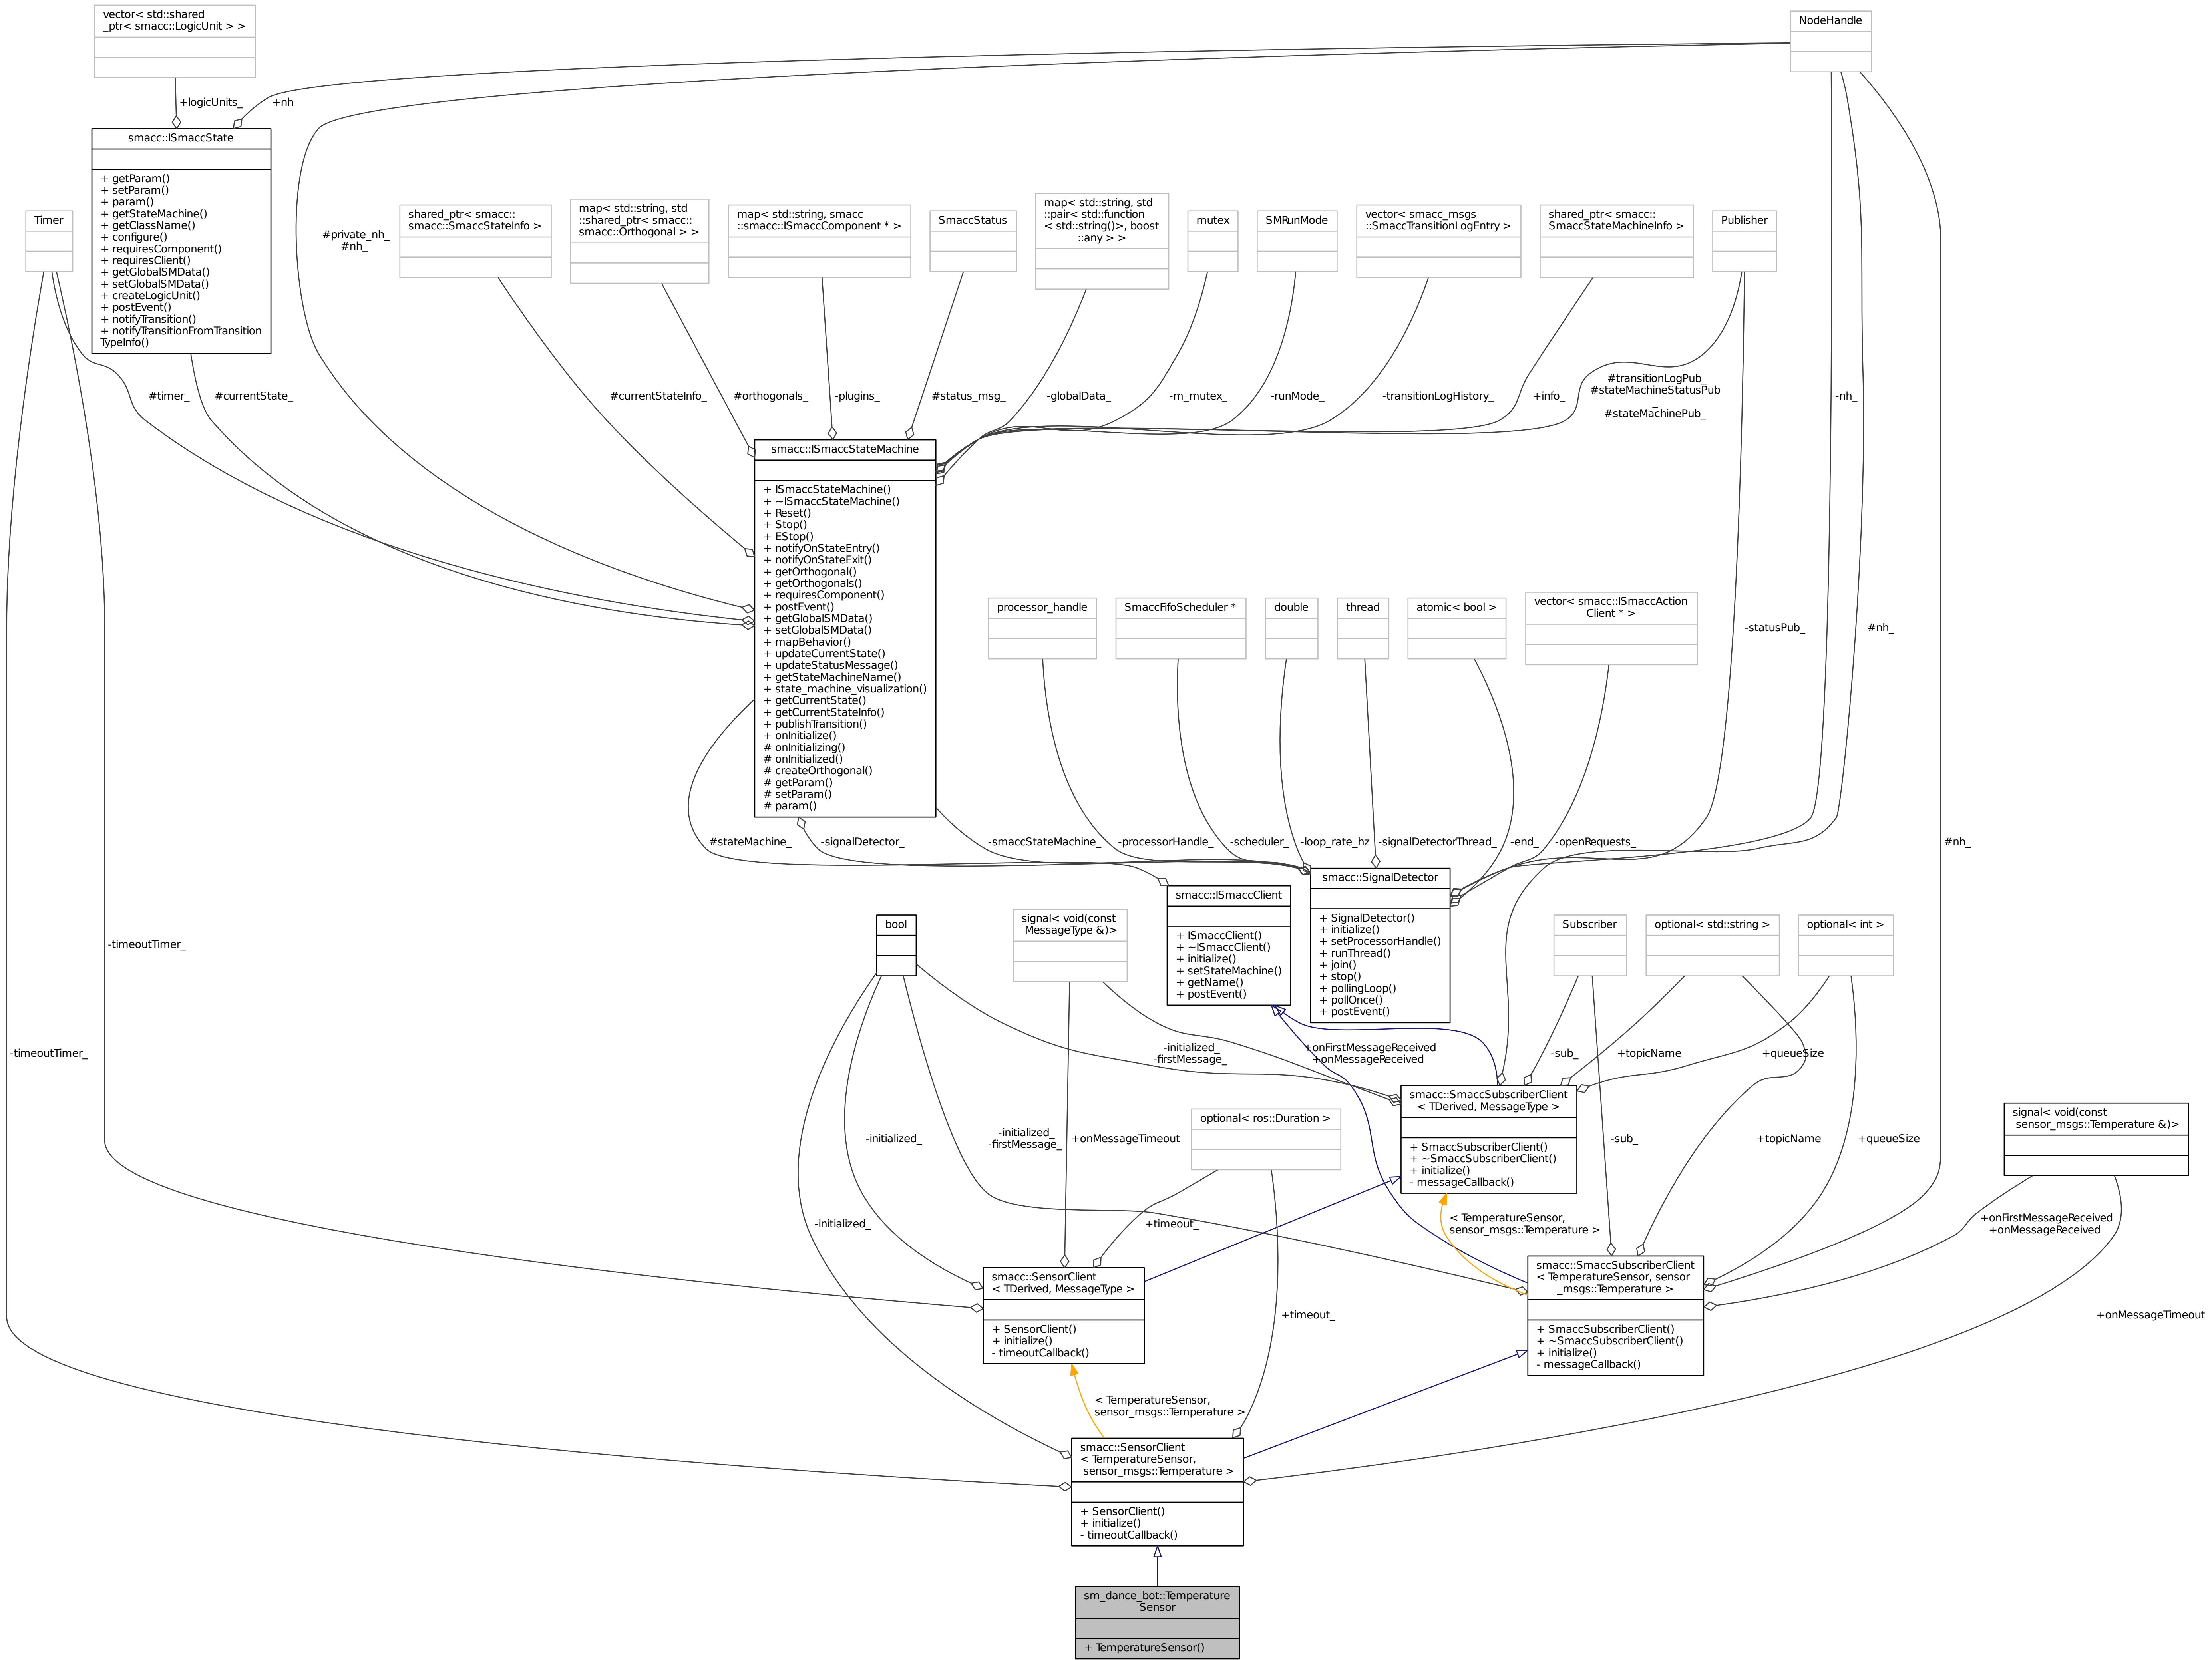 vector< std::shared
_ptr< smacc::LogicUnit > >
NodeHandle
+logicUnits_
+nh
smacc::ISmaccState
+ getParam()
+ setParam()
+ param()
+ getStateMachine()
+ getClassName()
+ configure()
+ requiresComponent()
+ requiresClient()
+ getGlobalSMData()
+ setGlobalSMData()
+ createLogicUnit()
+ postEvent()
+ notifyTransition()
+ notifyTransitionFromTransition
TypeInfo()
Timer
#private_nh_
#nh_
shared_ptr< smacc::
smacc::SmaccStateInfo >
map< std::string, std
::shared_ptr< smacc::
smacc::Orthogonal > >
map< std::string, smacc
::smacc::ISmaccComponent * >
SmaccStatus
map< std::string, std
::pair< std::function
< std::string()>, boost
::any > >
mutex
SMRunMode
vector< smacc_msgs
::SmaccTransitionLogEntry >
shared_ptr< smacc::
SmaccStateMachineInfo >
Publisher
#timer_
#currentState_
#currentStateInfo_
#orthogonals_
-plugins_
#status_msg_
-globalData_
-m_mutex_
-runMode_
-transitionLogHistory_
+info_
#transitionLogPub_
#stateMachineStatusPub
_
#stateMachinePub_
-nh_
smacc::ISmaccStateMachine
+ ISmaccStateMachine()
+ ~ISmaccStateMachine()
+ Reset()
+ Stop()
+ EStop()
+ notifyOnStateEntry()
+ notifyOnStateExit()
+ getOrthogonal()
+ getOrthogonals()
+ requiresComponent()
+ postEvent()
+ getGlobalSMData()
+ setGlobalSMData()
+ mapBehavior()
+ updateCurrentState()
+ updateStatusMessage()
+ getStateMachineName()
+ state_machine_visualization()
+ getCurrentState()
+ getCurrentStateInfo()
+ publishTransition()
+ onInitialize()
# onInitializing()
# onInitialized()
# createOrthogonal()
# getParam()
# setParam()
# param()
processor_handle
SmaccFifoScheduler *
double
thread
atomic< bool >
vector< smacc::ISmaccAction
Client * >
-statusPub_
#nh_
#stateMachine_
-signalDetector_
-smaccStateMachine_
-processorHandle_
-scheduler_
-loop_rate_hz
-signalDetectorThread_
-end_
-openRequests_
#nh_
smacc::SignalDetector
+ SignalDetector()
+ initialize()
+ setProcessorHandle()
+ runThread()
+ join()
+ stop()
+ pollingLoop()
+ pollOnce()
+ postEvent()
smacc::ISmaccClient
+ ISmaccClient()
+ ~ISmaccClient()
+ initialize()
+ setStateMachine()
+ getName()
+ postEvent()
bool
signal< void(const
MessageType &)>
Subscriber
optional< std::string >
optional< int >
-timeoutTimer_
-timeoutTimer_
-initialized_
-firstMessage_
+onFirstMessageReceived
+onMessageReceived
-sub_
+topicName
+queueSize
smacc::SmaccSubscriberClient
< TDerived, MessageType >
+ SmaccSubscriberClient()
+ ~SmaccSubscriberClient()
+ initialize()
- messageCallback()
optional< ros::Duration >
signal< void(const
sensor_msgs::Temperature &)>
-initialized_
-initialized_
-firstMessage_
+onMessageTimeout
-sub_
+topicName
+queueSize
-initialized_
+timeout_
< TemperatureSensor,
sensor_msgs::Temperature >
+onFirstMessageReceived
+onMessageReceived
smacc::SensorClient
< TDerived, MessageType >
+ SensorClient()
+ initialize()
- timeoutCallback()
smacc::SmaccSubscriberClient
< TemperatureSensor, sensor
_msgs::Temperature >
+ SmaccSubscriberClient()
+ ~SmaccSubscriberClient()
+ initialize()
- messageCallback()
+timeout_
+onMessageTimeout
< TemperatureSensor,
sensor_msgs::Temperature >
smacc::SensorClient
< TemperatureSensor,
sensor_msgs::Temperature >
+ SensorClient()
+ initialize()
- timeoutCallback()
sm_dance_bot::Temperature
Sensor
+ TemperatureSensor()